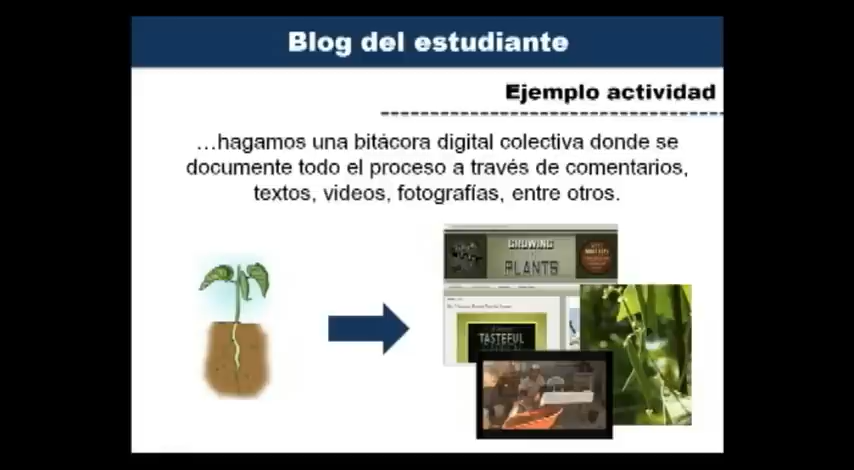 Blog del estudiante
Ejemplo actividad
…hagamos una bitácora digital colectiva donde se
documente todo el proceso a través de comentarios,
textos, videos, fotografías, entre otros.
GROWING
PLANTS
TASTEFUL